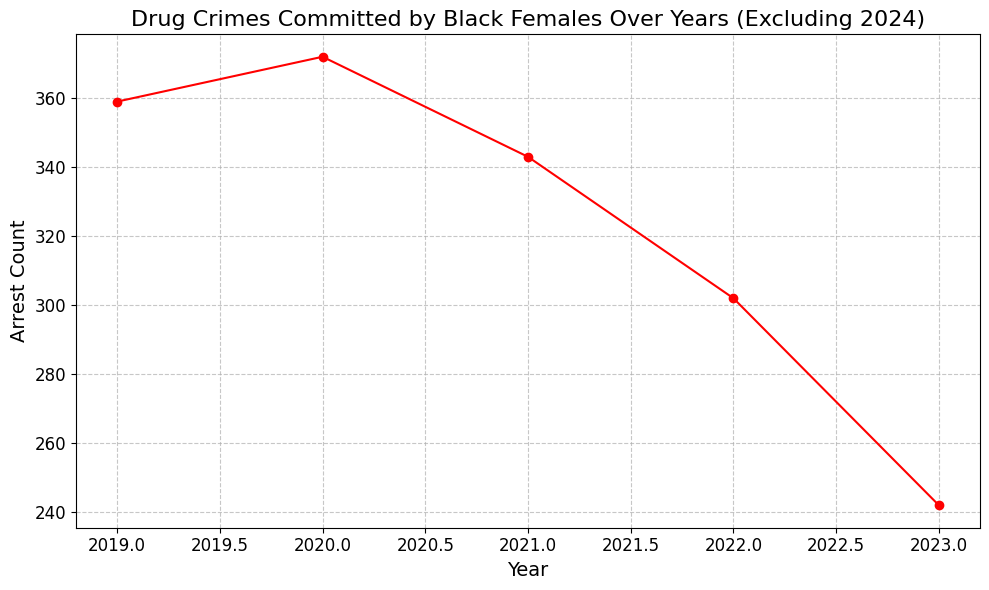 Drug Crimes Committed by Black Females Over Years (Excluding 2024)
Arrest Count
360
340
320
300
280
260
240
2019.0 2019.5 2020.0 2020.5 2021.0 2021.5 2022.0 2022.5 2023.0
Year